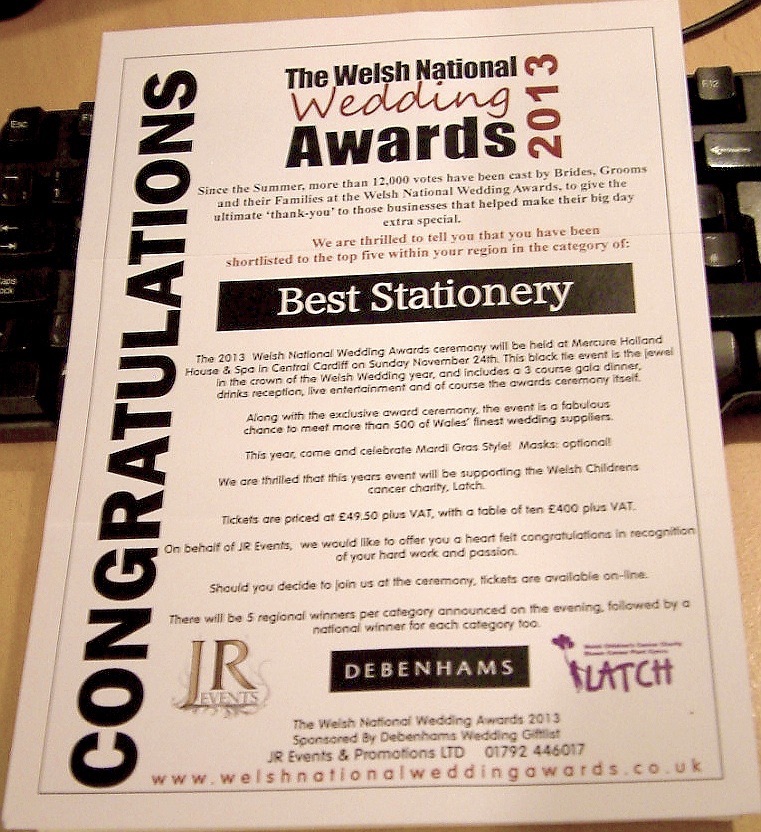 CONGRATULATIONS
The Welsh National
Wedding
Awards
2013
Since the Summer, more than 12,000 votes have been cast by Brides, Grooms
and their Families at the Welsh National Wedding Awards, to give the
ultimate 'thank-you' to those businesses that helped make their big day
extra special.
We are thrilled to tell you that you have been
shortlisted to the top five within your region in the category of:
Best Stationery
The 2013 Welsh National Wedding Awards ceremony will be held at Mercure Holland
House & Spa in Central Cardiff on Sunday November 24th. This black tie event is the jewel
in the crown of the Welsh Wedding year, and includes a 3 course gala dinner,
drinks reception, live entertainment and of course the awards ceremony itself.
Along with the exclusive award ceremony, the event is a fabulous
chance to meet more than 500 of Wales' finest wedding suppliers.
This year, come and celebrate Mardi Gras Style! Masks: optional!
We are thrilled that this years event will be supporting the Welsh Childrens
cancer charity, Latch.
Tickets are priced at £49.50 plus VAT, with a table of ten £400 plus VAT.
On behalf of JR Events, we would like to offer you a heart felt congratulations in recognition
of your hard work and passion.
Should you decide to join us at the ceremony, tickets are available on-line.
There will be 5 regional winners per category announced on the evening, followed by a
national winner for each category too.
JR
EVENTS
DEBENHAMS
Welsh Children's Cancer Charity
LATCH
The Welsh National Wedding Awards 2013
Sponsored By Debenhams Wedding Giftlist
JR Events & Promotions LTD 01792 446017
www.welshnationalweddingawards.co.uk
Esc
F1
F12
Caps
Lock